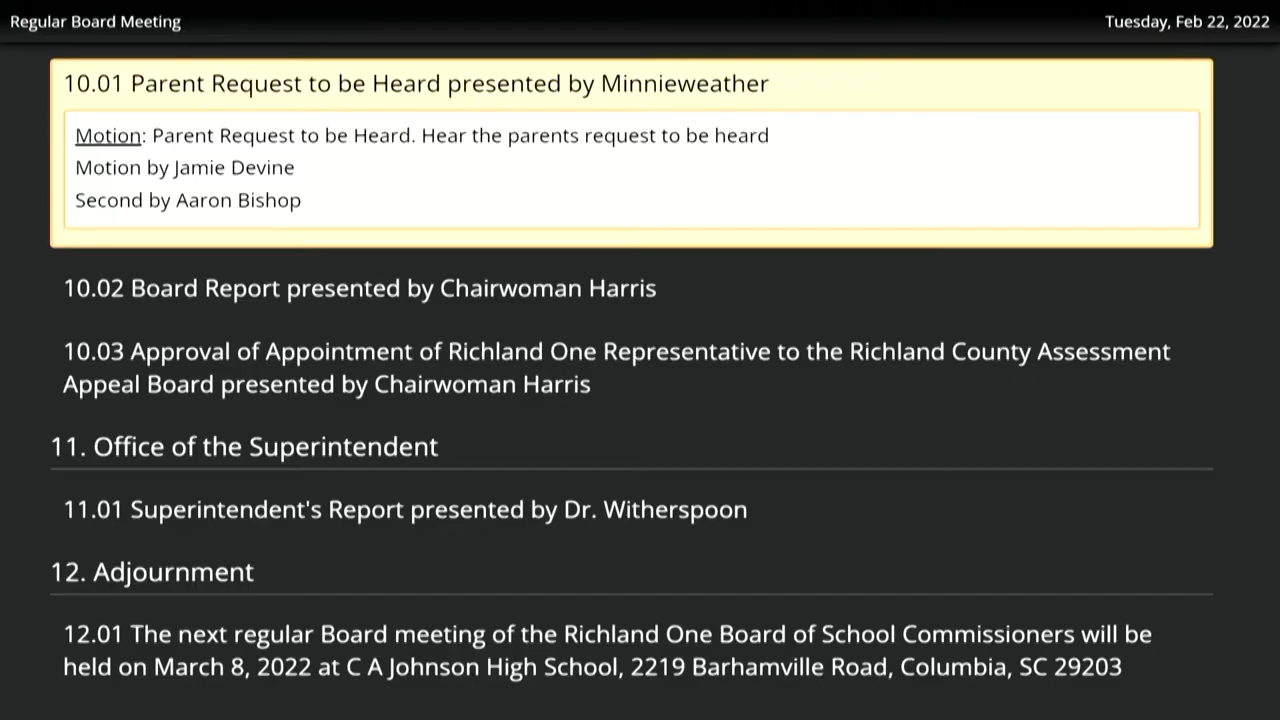 Regular Board Meeting
Tuesday, Feb 22, 2022
10.01 Parent Request to be Heard presented by Minnieweather
Motion: Parent Request to be Heard. Hear the parents request to be heard
Motion by Jamie Devine
Second by Aaron Bishop
10.02 Board Report presented by Chairwoman Harris
10.03 Approval of Appointment of Richland One Representative to the Richland County Assessment
Appeal Board presented by Chairwoman Harris
11. Office of the Superintendent
11.01 Superintendent's Report presented by Dr. Witherspoon
12. Adjournment
12.01 The next regular Board meeting of the Richland One Board of School Commissioners will be
held on March 8, 2022 at C A Johnson High School, 2219 Barhamville Road, Columbia, SC 29203